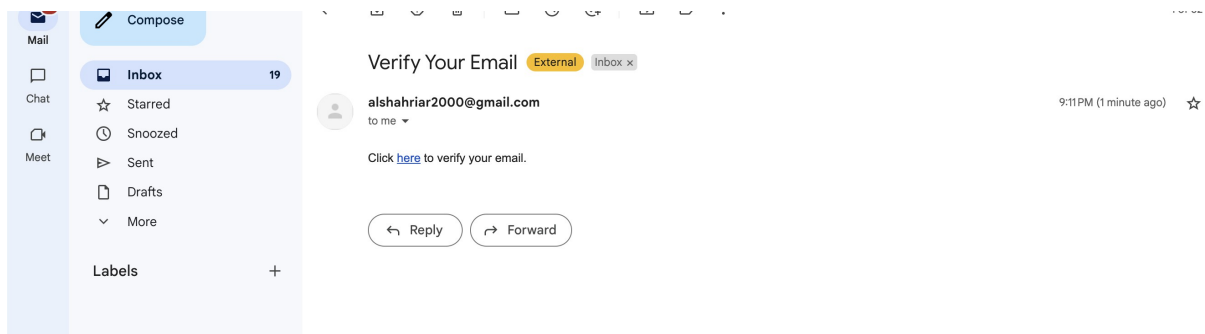 Mail
Chat
Meet
Compose
Inbox 19
Starred
Snoozed
Sent
Drafts
More
Labels
Verify Your Email External Inbox x
alshahriar2000@gmail.com 9:11 PM (1 minute ago)
to me
Click here to verify your email.
Reply Forward